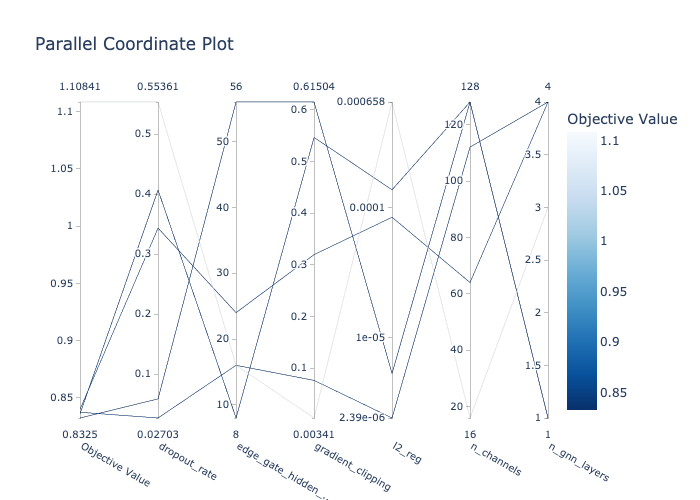 Parallel Coordinate Plot
1.10841 0.55361 56 0.61504 0.000658 128 4
1.1 1.05 1 0.95 0.9 0.85
0.5 0.4 0.3 0.2 0.1
50 40 30 20 10
0.6 0.5 0.4 0.3 0.2 0.1
0.0001 1e-05 2.39e-06
120 100 80 60 40 20
4 3.5 3 2.5 2 1.5 1
0.8325 0.02703 8 0.00341 16 1
Objective Value
dropout_rate
edge_gate_hidden_
gradient_clipping
l2_reg
n_channels
n_gnn_layers
Objective Value
1.1
1.05
1
0.95
0.9
0.85